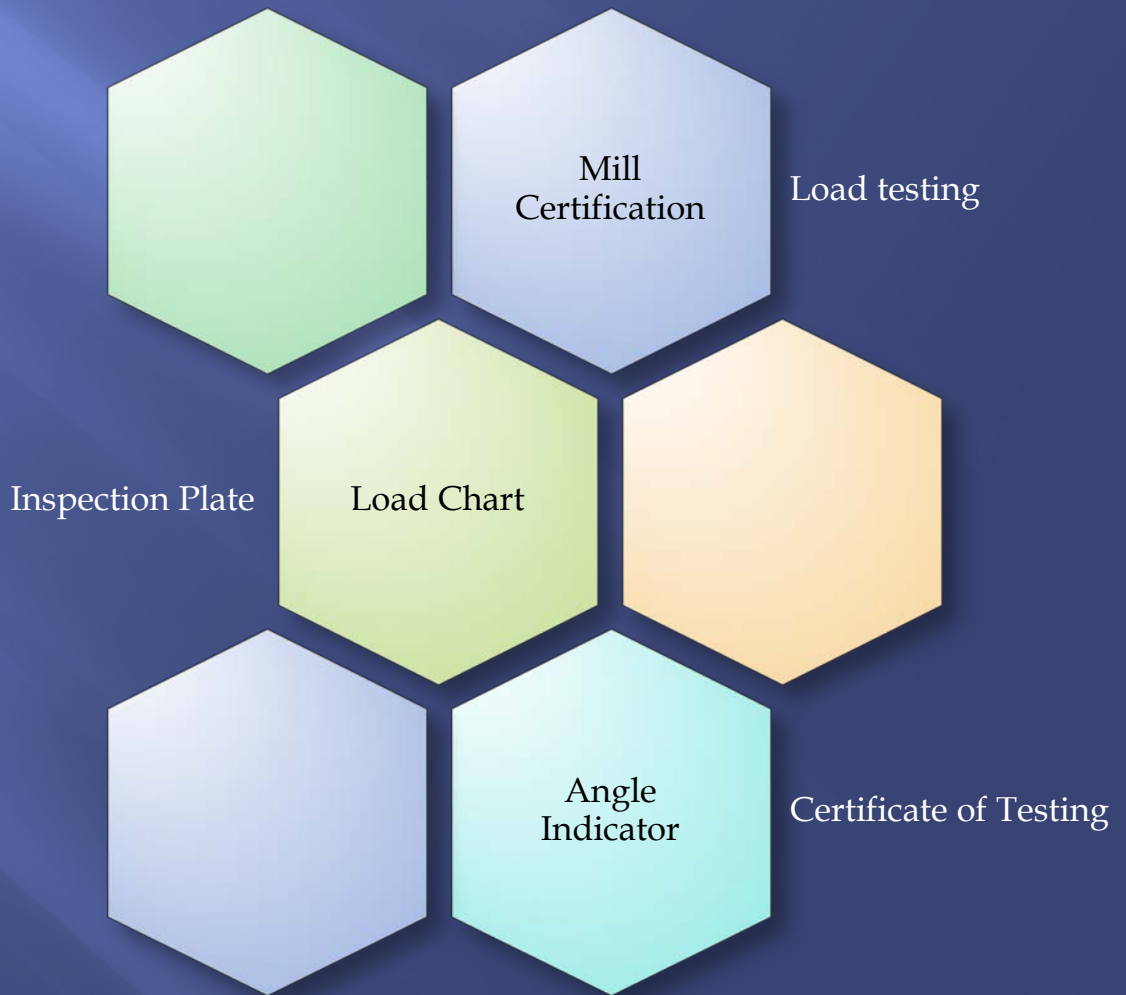 Mill
Certification
Load testing
Inspection Plate
Load Chart
Angle
Indicator
Certificate of Testing